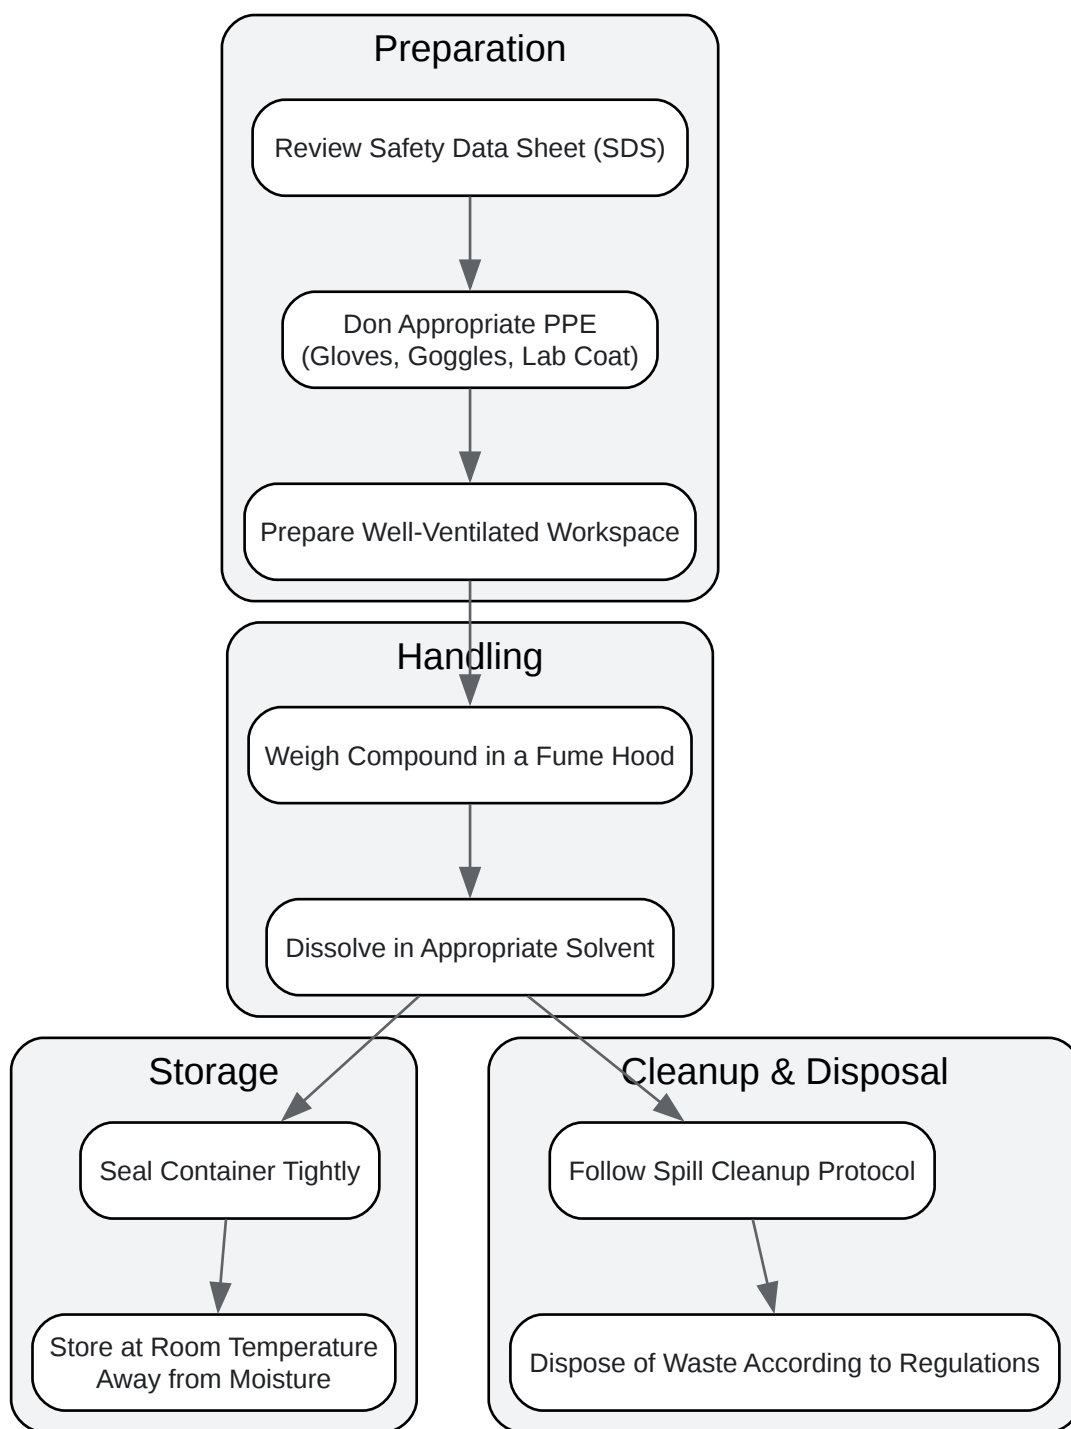 Preparation
Review Safety Data Sheet (SDS)
Don Appropriate PPE
(Gloves, Goggles, Lab Coat)
Prepare Well-Ventilated Workspace
Handling
Weigh Compound in a Fume Hood
Dissolve in Appropriate Solvent
Storage
Seal Container Tightly
Store at Room Temperature
Away from Moisture
Cleanup & Disposal
Follow Spill Cleanup Protocol
Dispose of Waste According to Regulations